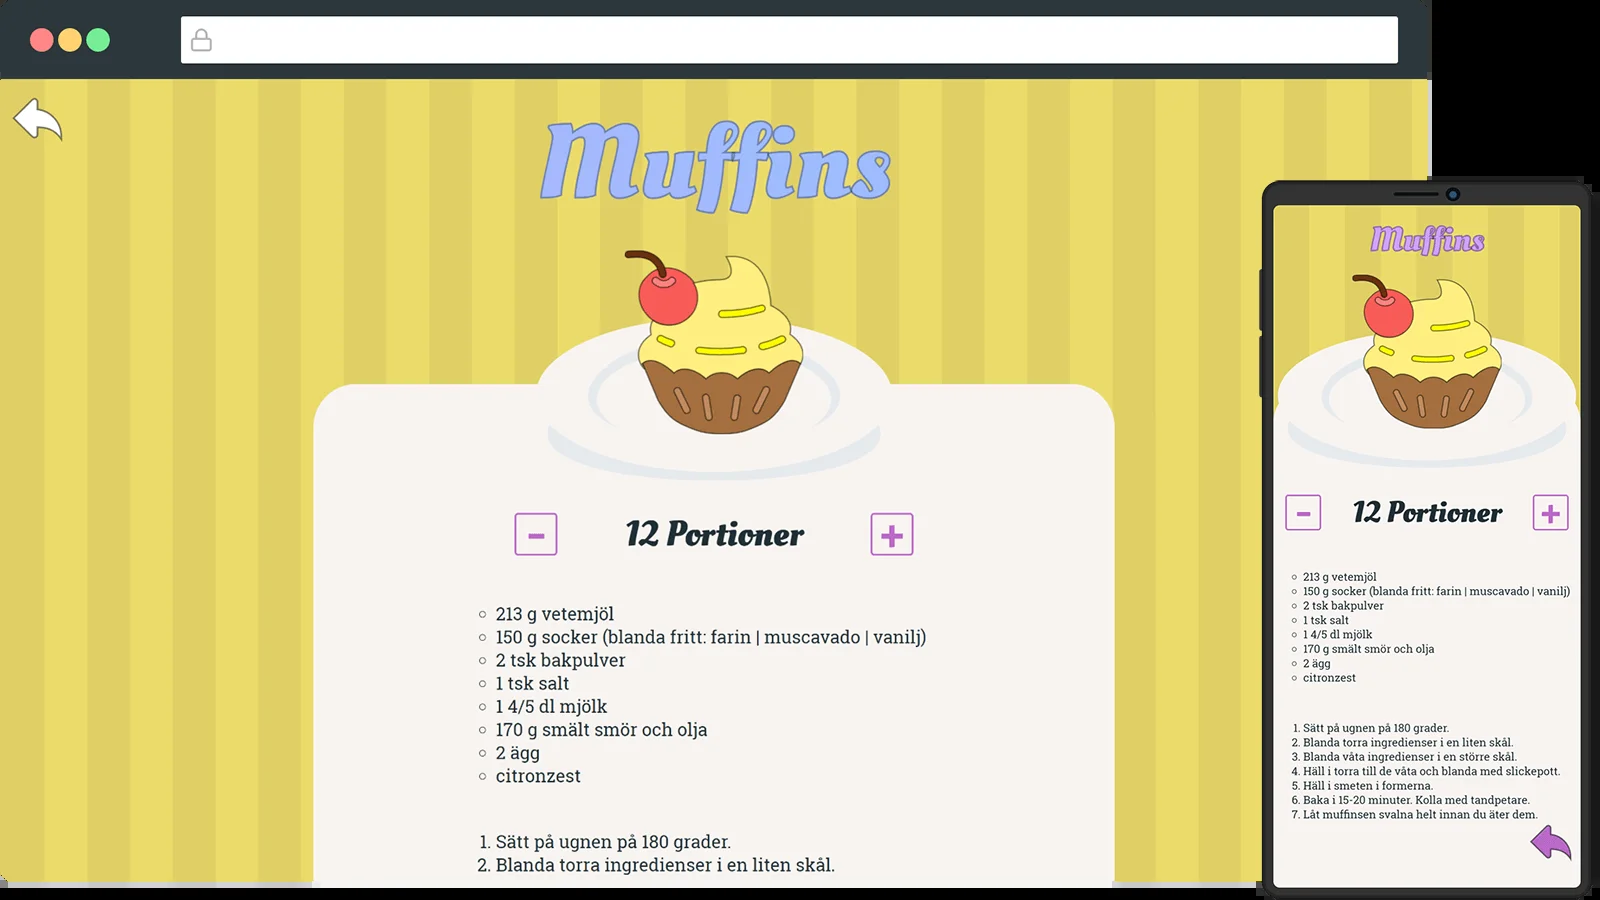 Muffins
− 12 Portioner +
213 g vetemjöl
150 g socker (blanda fritt: farin | muscavado | vanilj)
2 tsk bakpulver
1 tsk salt
1 4/5 dl mjölk
170 g smält smör och olja
2 ägg
citronzest
1. Sätt på ugnen på 180 grader.
2. Blanda torra ingredienser i en liten skål.
Muffins
− 12 Portioner +
213 g vetemjöl
150 g socker (blanda fritt: farin | muscavado | vanilj)
2 tsk bakpulver
1 tsk salt
1 4/5 dl mjölk
170 g smält smör och olja
2 ägg
citronzest
1. Sätt på ugnen på 180 grader.
2. Blanda torra ingredienser i en liten skål.
3. Blanda våta ingredienser i en större skål.
4. Häll i torra till de våta och blanda med slickepott.
5. Häll i smeten i formerna.
6. Baka i 15-20 minuter. Kolla med tandpetare.
7. Låt muffinsen svalna helt innan du äter dem.